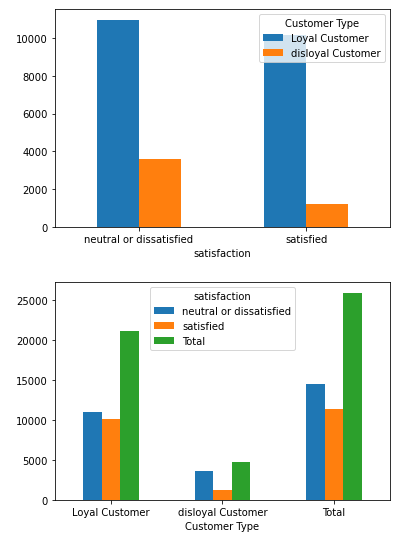 10000
8000
6000
4000
2000
0
Customer Type
Loyal Customer
disloyal Customer
neutral or dissatisfied
satisfied
satisfaction
25000
20000
15000
10000
5000
0
satisfaction
neutral or dissatisfied
satisfied
Total
Loyal Customer
disloyal Customer
Total
Customer Type